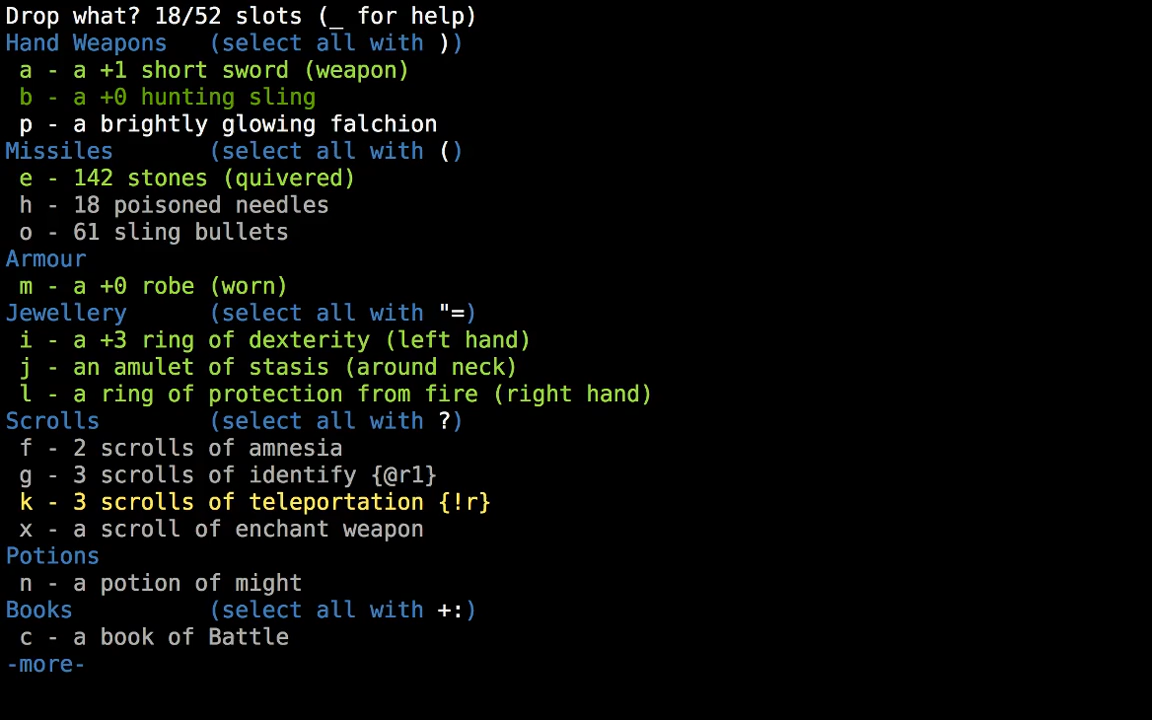 Drop what? 18/52 slots (_ for help)
Hand Weapons   (select all with ))
 a - a +1 short sword (weapon)
 b - a +0 hunting sling
 p - a brightly glowing falchion
Missiles       (select all with ()
 e - 142 stones (quivered)
 h - 18 poisoned needles
 o - 61 sling bullets
Armour
 m - a +0 robe (worn)
Jewellery      (select all with "=)
 i - a +3 ring of dexterity (left hand)
 j - an amulet of stasis (around neck)
 l - a ring of protection from fire (right hand)
Scrolls        (select all with ?)
 f - 2 scrolls of amnesia
 g - 3 scrolls of identify {@r1}
 k - 3 scrolls of teleportation {!r}
 x - a scroll of enchant weapon
Potions
 n - a potion of might
Books          (select all with +:)
 c - a book of Battle
-more-